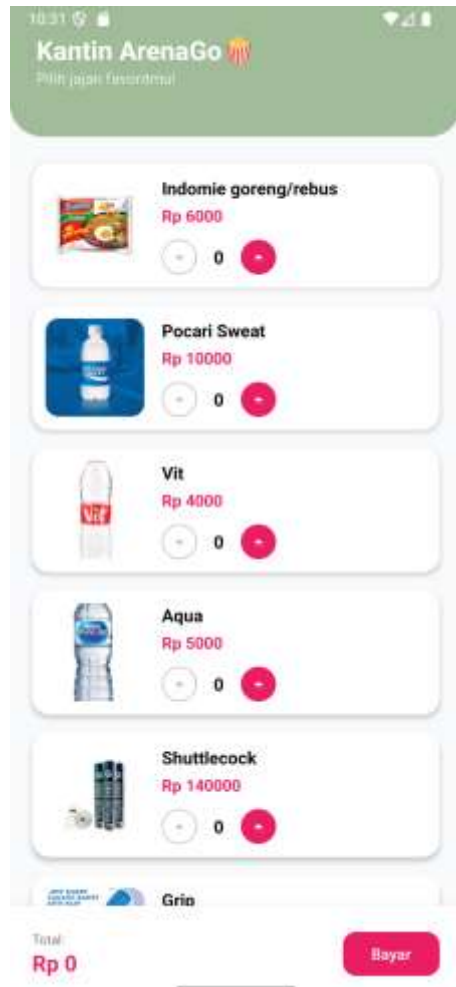 10:31
Kantin ArenaGo
Pilih jajan favoritmu!
Indomie goreng/rebus
Rp 6000
- 0 +
Pocari Sweat
Rp 10000
- 0 +
Vit
Vit
Rp 4000
- 0 +
Aqua
Rp 5000
- 0 +
Shuttlecock
Rp 140000
- 0 +
Grip
Total:
Rp 0
Bayar